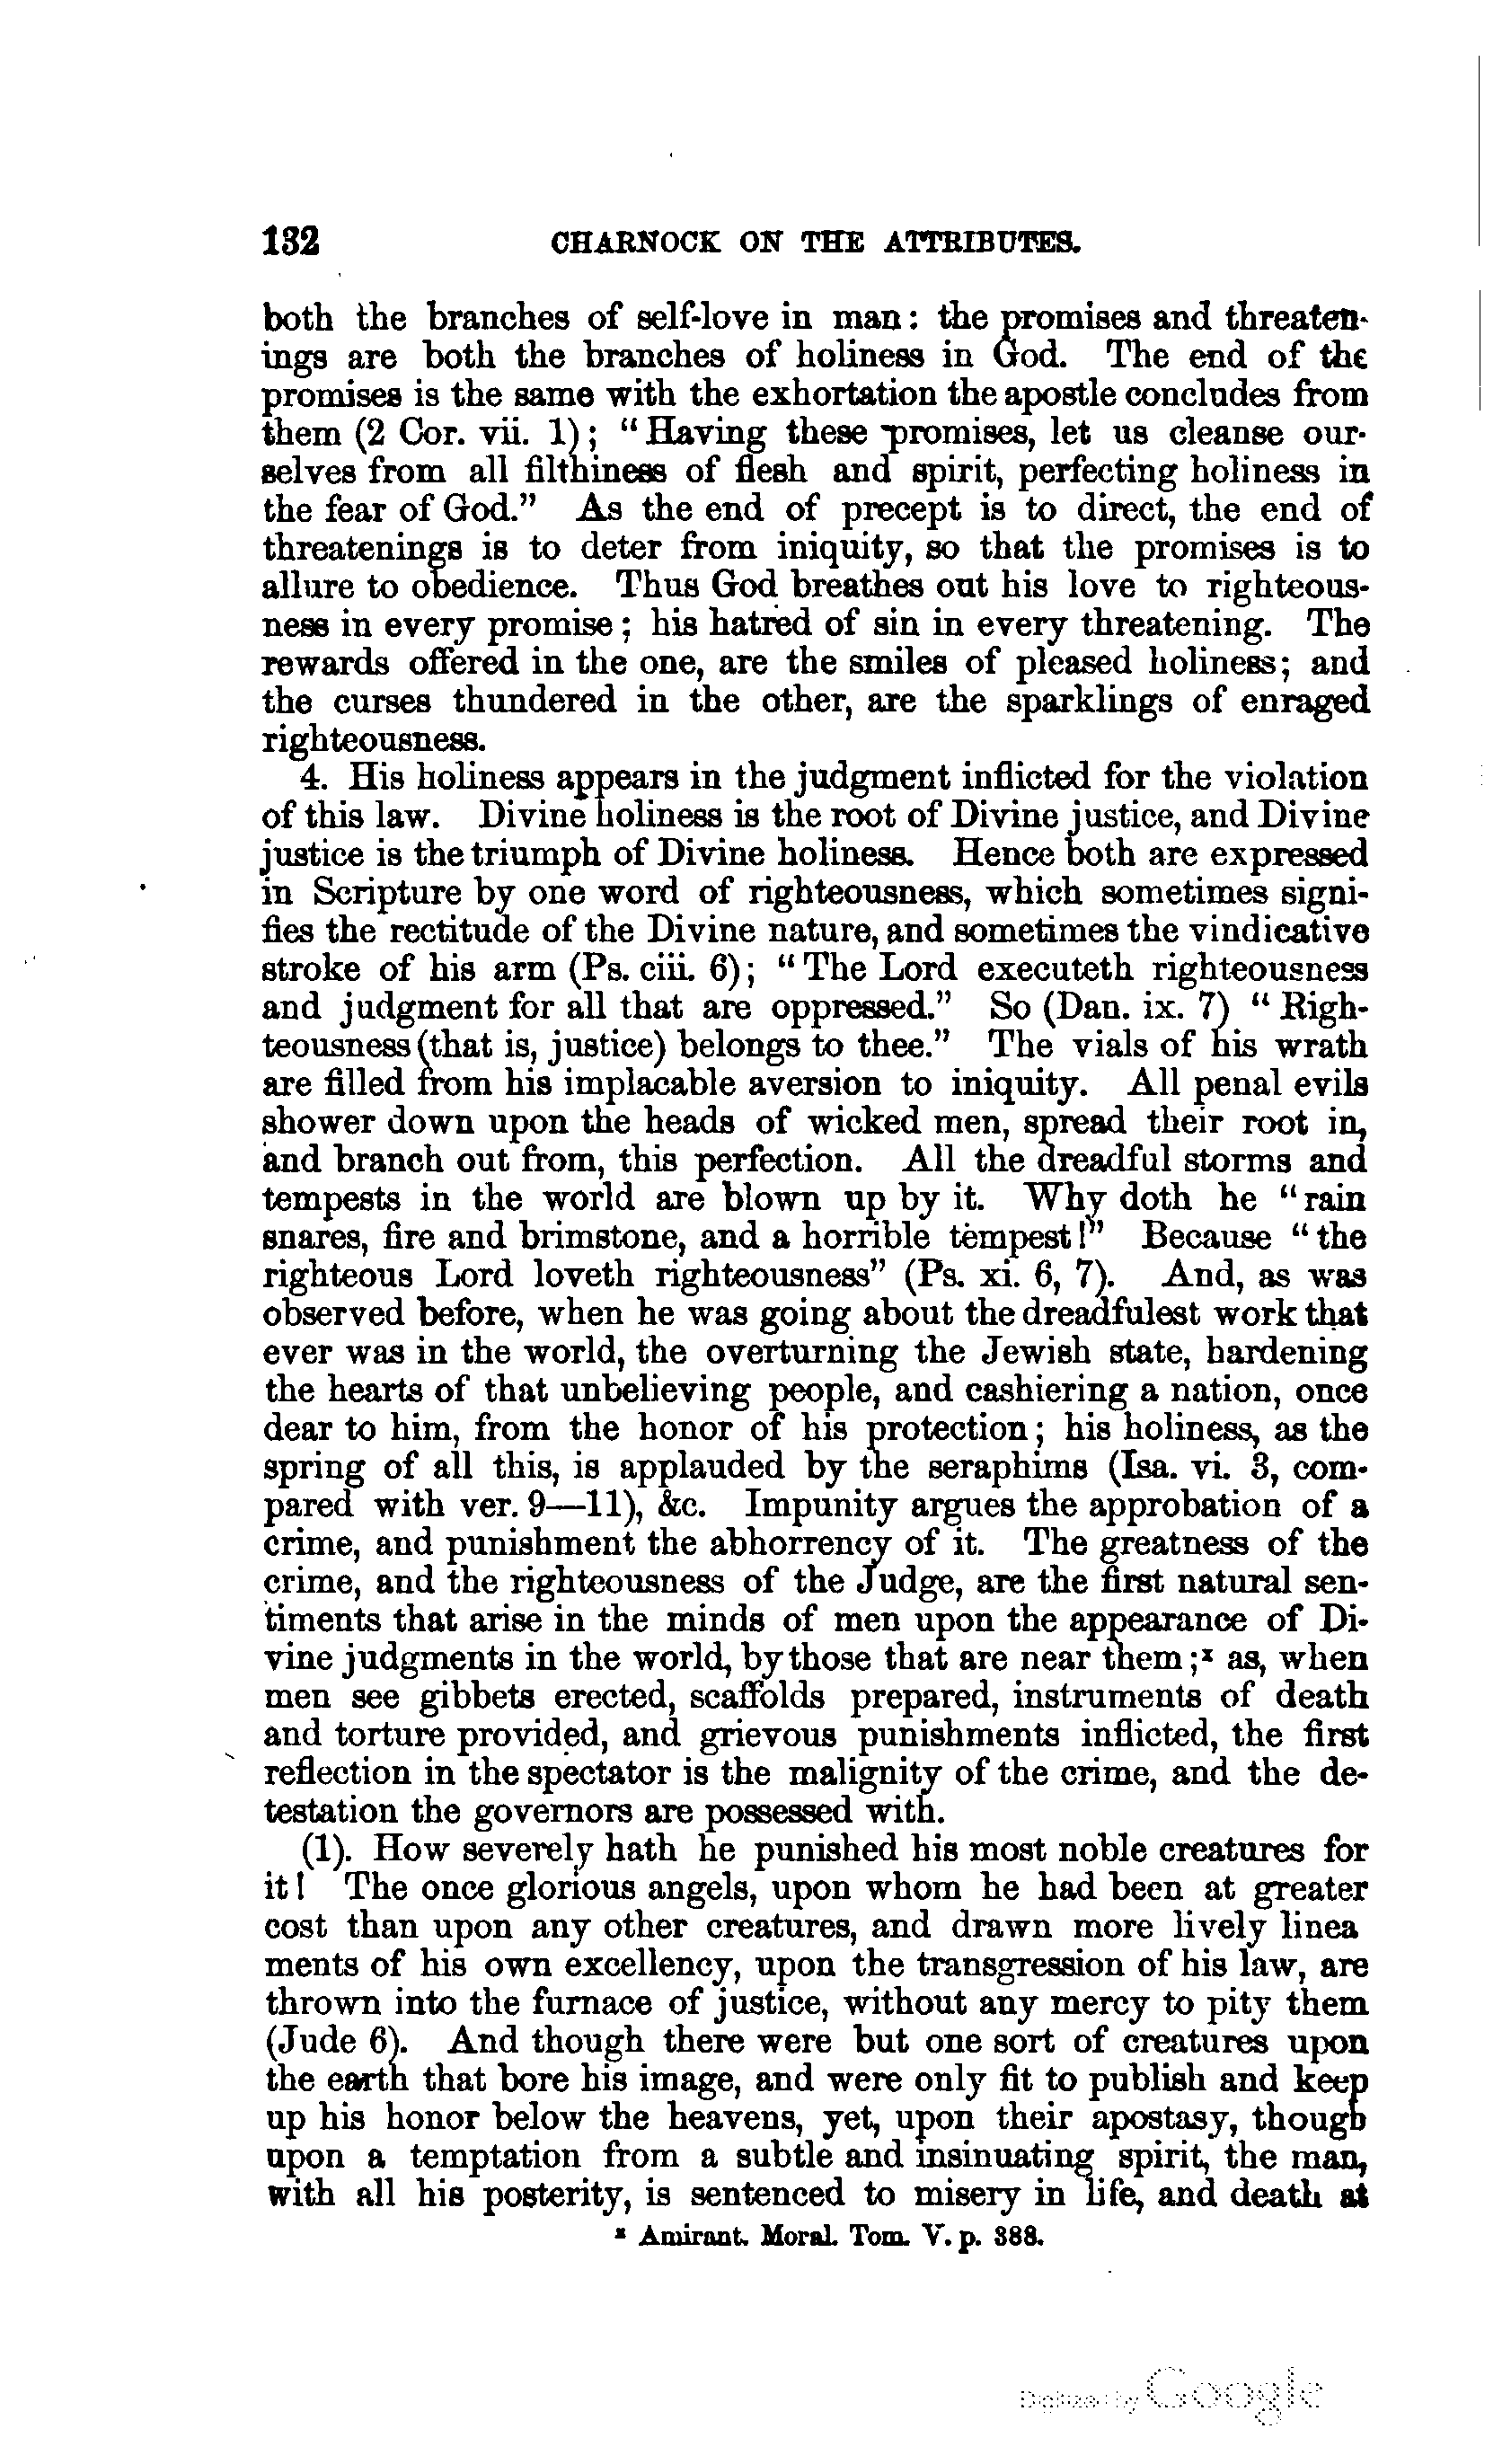 132 CHARNOCK ON THE ATTRIBUTES.
both the branches of self-love in man: the promises and threaten-
ings are both the branches of holiness in God. The end of the
promises is the same with the exhortation the apostle concludes from
them (2 Cor. vii. 1); “Having these promises, let us cleanse our-
selves from all filthiness of flesh and spirit, perfecting holiness in
the fear of God.” As the end of precept is to direct, the end of
threatenings is to deter from iniquity, so that the promises is to
allure to obedience. Thus God breathes out his love to righteous-
ness in every promise; his hatred of sin in every threatening. The
rewards offered in the one, are the smiles of pleased holiness; and
the curses thundered in the other, are the sparklings of enraged
righteousness.
4. His holiness appears in the judgment inflicted for the violation
of this law. Divine holiness is the root of Divine justice, and Divine
justice is the triumph of Divine holiness. Hence both are expressed
in Scripture by one word of righteousness, which sometimes signi-
fies the rectitude of the Divine nature, and sometimes the vindicative
stroke of his arm (Ps. ciii. 6); “The Lord executeth righteousness
and judgment for all that are oppressed.” So (Dan. ix. 7) “Righ-
teousness (that is, justice) belongs to thee.” The vials of his wrath
are filled from his implacable aversion to iniquity. All penal evils
shower down upon the heads of wicked men, spread their root in,
and branch out from, this perfection. All the dreadful storms and
tempests in the world are blown up by it. Why doth he “rain
snares, fire and brimstone, and a horrible tempest!” Because “the
righteous Lord loveth righteousness” (Ps. xi. 6, 7). And, as was
observed before, when he was going about the dreadfulest work that
ever was in the world, the overturning the Jewish state, hardening
the hearts of that unbelieving people, and cashiering a nation, once
dear to him, from the honor of his protection; his holiness, as the
spring of all this, is applauded by the seraphims (Isa. vi. 3, com-
pared with ver. 9—11), &c. Impunity argues the approbation of a
crime, and punishment the abhorrency of it. The greatness of the
crime, and the righteousness of the Judge, are the first natural sen-
timents that arise in the minds of men upon the appearance of Di-
vine judgments in the world, by those that are near them;x as, when
men see gibbets erected, scaffolds prepared, instruments of death
and torture provided, and grievous punishments inflicted, the first
reflection in the spectator is the malignity of the crime, and the de-
testation the governors are possessed with.
(1). How severely hath he punished his most noble creatures for
it! The once glorious angels, upon whom he had been at greater
cost than upon any other creatures, and drawn more lively linea
ments of his own excellency, upon the transgression of his law, are
thrown into the furnace of justice, without any mercy to pity them
(Jude 6). And though there were but one sort of creatures upon
the earth that bore his image, and were only fit to publish and keep
up his honor below the heavens, yet, upon their apostasy, though
upon a temptation from a subtle and insinuating spirit, the man,
with all his posterity, is sentenced to misery in life, and death at
x Amirant. Moral. Tom. V. p. 388.
Digitized by Google